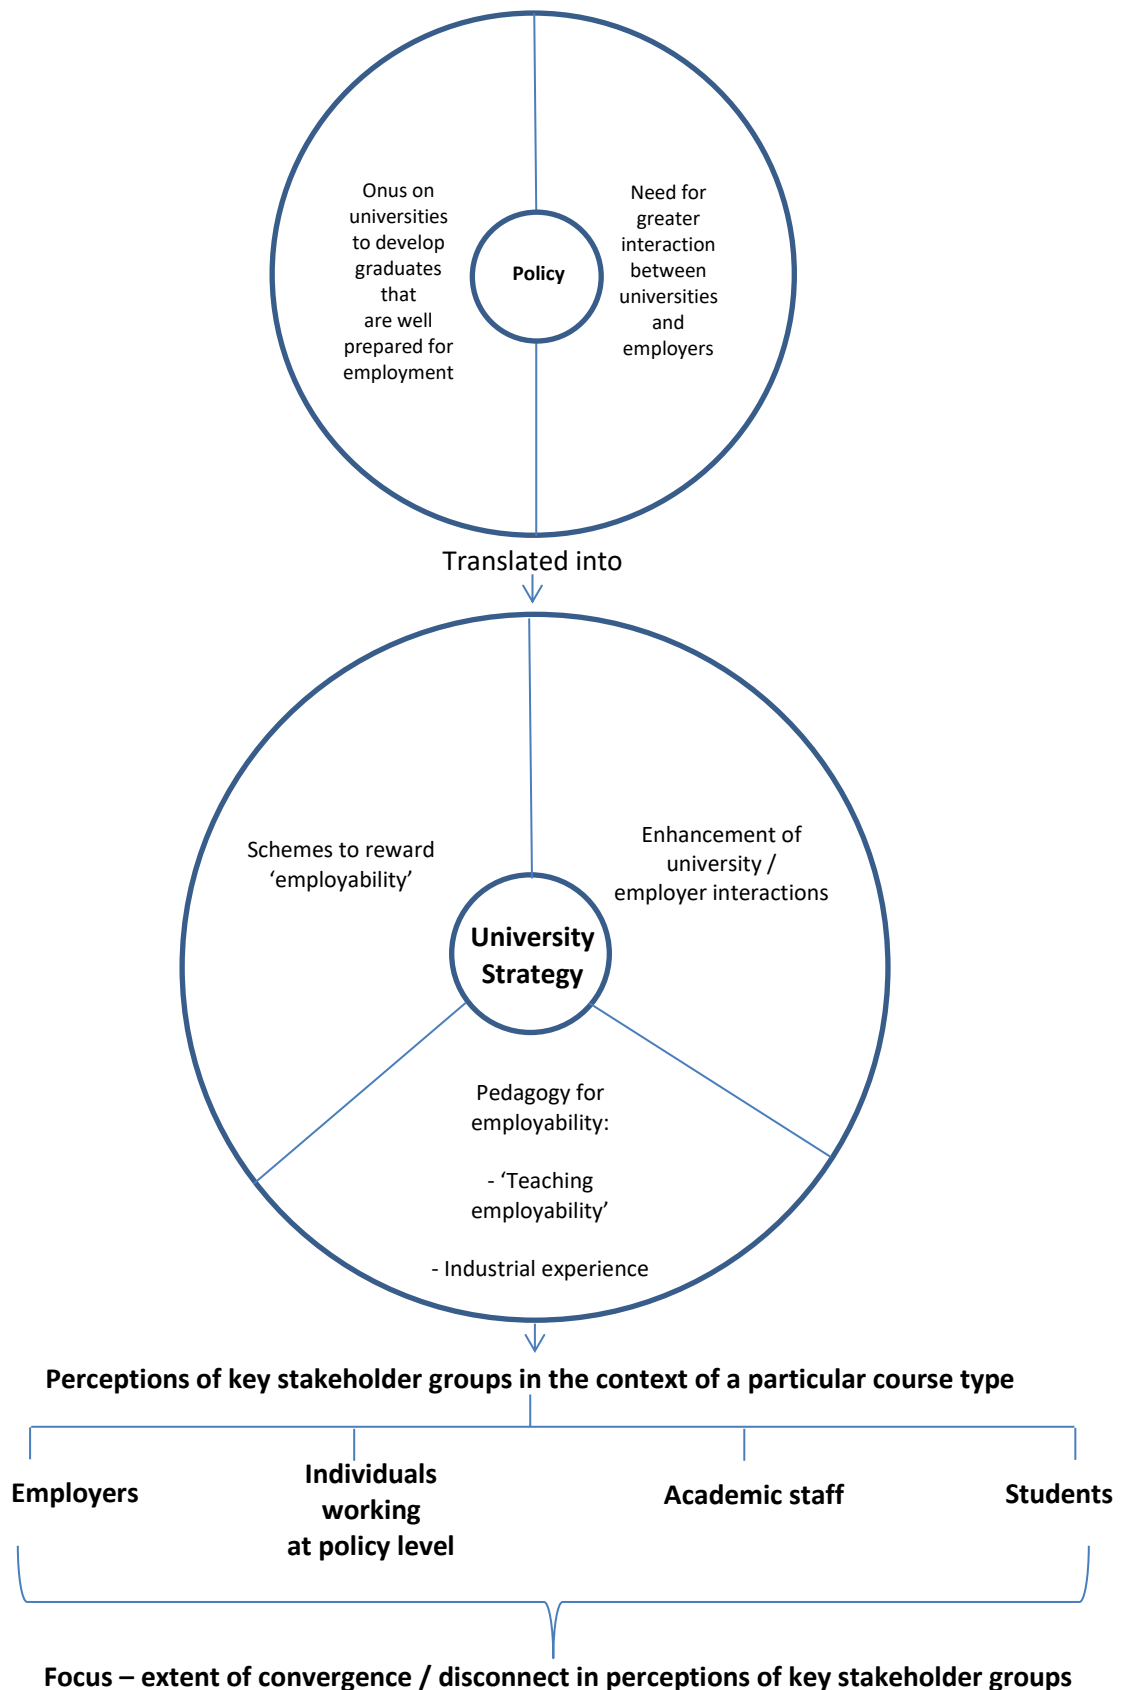 Onus on
universities
to develop
graduates
that
are well
prepared for
employment
Policy
Need for
greater
interaction
between
universities
and
employers
Translated into
Schemes to reward
‘employability’
Enhancement of
university /
employer interactions
University
Strategy
Pedagogy for
employability:
- ‘Teaching
employability’
- Industrial experience
Perceptions of key stakeholder groups in the context of a particular course type
Employers
Individuals
working
at policy level
Academic staff
Students
Focus – extent of convergence / disconnect in perceptions of key stakeholder groups